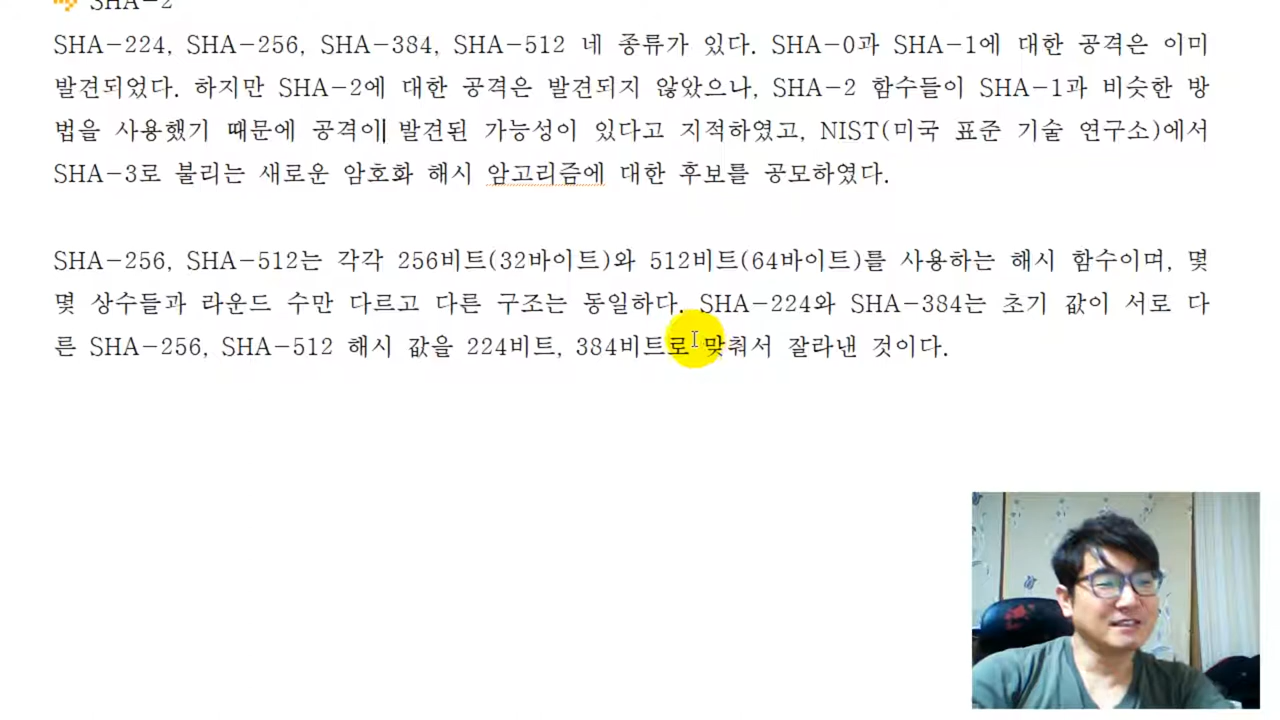 SHA-2
SHA-224, SHA-256, SHA-384, SHA-512 네 종류가 있다. SHA-0과 SHA-1에 대한 공격은 이미
발견되었다. 하지만 SHA-2에 대한 공격은 발견되지 않았으나, SHA-2 함수들이 SHA-1과 비슷한 방
법을 사용했기 때문에 공격이 발견된 가능성이 있다고 지적하였고, NIST(미국 표준 기술 연구소)에서
SHA-3로 불리는 새로운 암호화 해시 암고리즘에 대한 후보를 공모하였다.
SHA-256, SHA-512는 각각 256비트(32바이트)와 512비트(64바이트)를 사용하는 해시 함수이며, 몇
몇 상수들과 라운드 수만 다르고 다른 구조는 동일하다. SHA-224와 SHA-384는 초기 값이 서로 다
른 SHA-256, SHA-512 해시 값을 224비트, 384비트로 맞춰서 잘라낸 것이다.